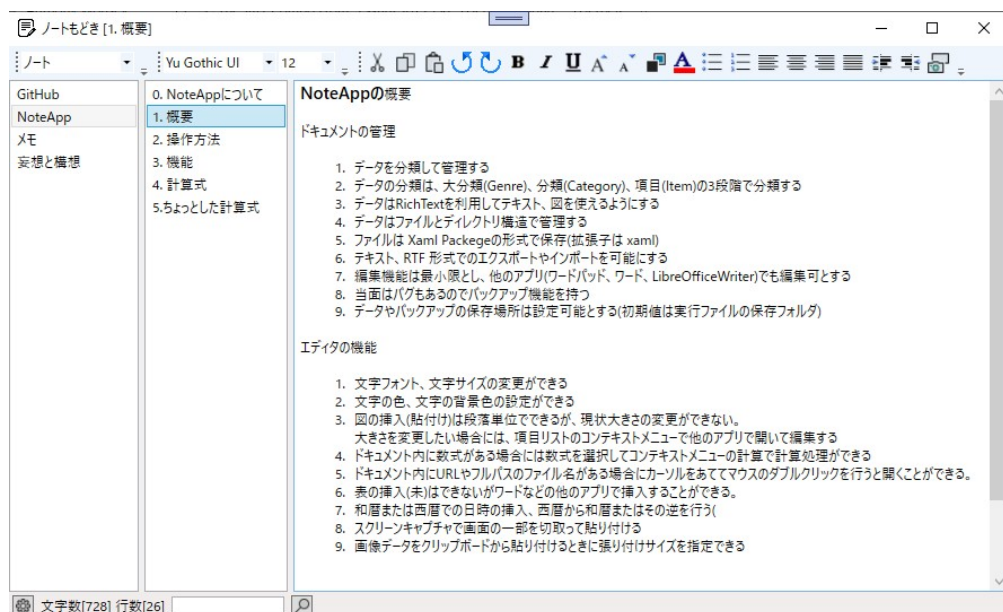 ノートもどき [1. 概要]
ノート Yu Gothic UI 12 B I U A A A
GitHub
NoteApp
メモ
妄想と構想
0. NoteAppについて
1. 概要
2. 操作方法
3. 機能
4. 計算式
5.ちょっとした計算式
NoteAppの概要
ドキュメントの管理
1. データを分類して管理する
2. データの分類は、大分類(Genre)、分類(Category)、項目(Item)の3段階で分類する
3. データはRichTextを利用してテキスト、図を使えるようにする
4. データはファイルとディレクトリ構造で管理する
5. ファイルは Xaml Packegeの形式で保存(拡張子は xaml)
6. テキスト、RTF 形式でのエクスポートやインポートを可能にする
7. 編集機能は最小限とし、他のアプリ(ワードパッド、ワード、LibreOfficeWriter)でも編集可とする
8. 当面はバグもあるのでバックアップ機能を持つ
9. データやバックアップの保存場所は設定可能とする(初期値は実行ファイルの保存フォルダ)
エディタの機能
1. 文字フォント、文字サイズの変更ができる
2. 文字の色、文字の背景色の設定ができる
3. 図の挿入(貼付け)は段落単位でできるが、現状大きさの変更ができない。
大きさを変更したい場合には、項目リストのコンテキストメニューで他のアプリで開いて編集する
4. ドキュメント内に数式がある場合には数式を選択してコンテキストメニューの計算で計算処理ができる
5. ドキュメント内にURLやフルパスのファイル名がある場合にカーソルをあててマウスのダブルクリックを行うと開くことができる。
6. 表の挿入(未)はできないがワードなどの他のアプリで挿入することができる。
7. 和暦または西暦での日時の挿入、西暦から和暦またはその逆を行う(
8. スクリーンキャプチャで画面の一部を切取って貼り付ける
9. 画像データをクリップボードから貼り付けるときに張り付けサイズを指定できる
文字数[728] 行数[26]